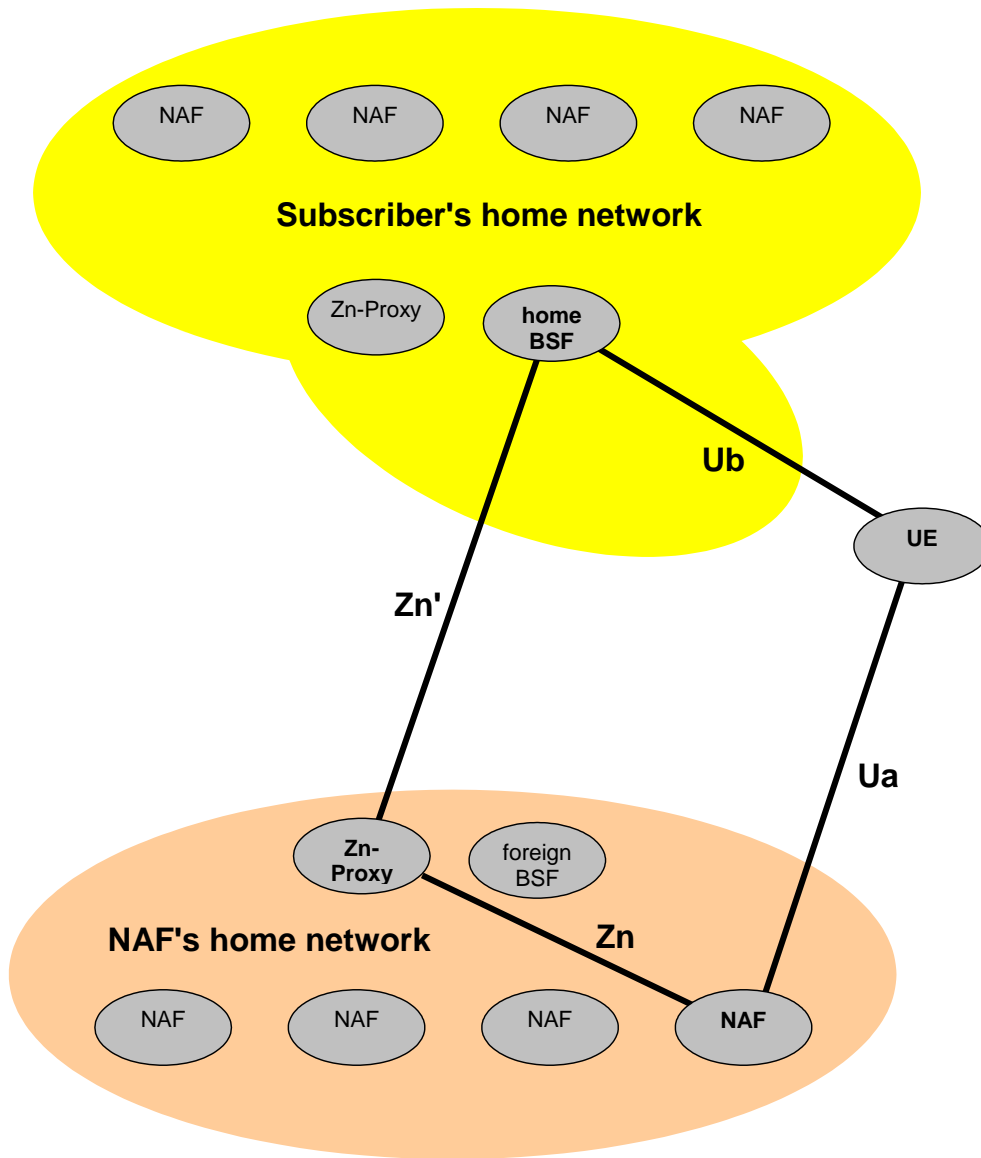 NAF
NAF
NAF
NAF
Subscriber's home network
Zn-Proxy
home
BSF
Ub
UE
Zn'
Ua
Zn-
Proxy
foreign
BSF
Zn
NAF's home network
NAF
NAF
NAF
NAF